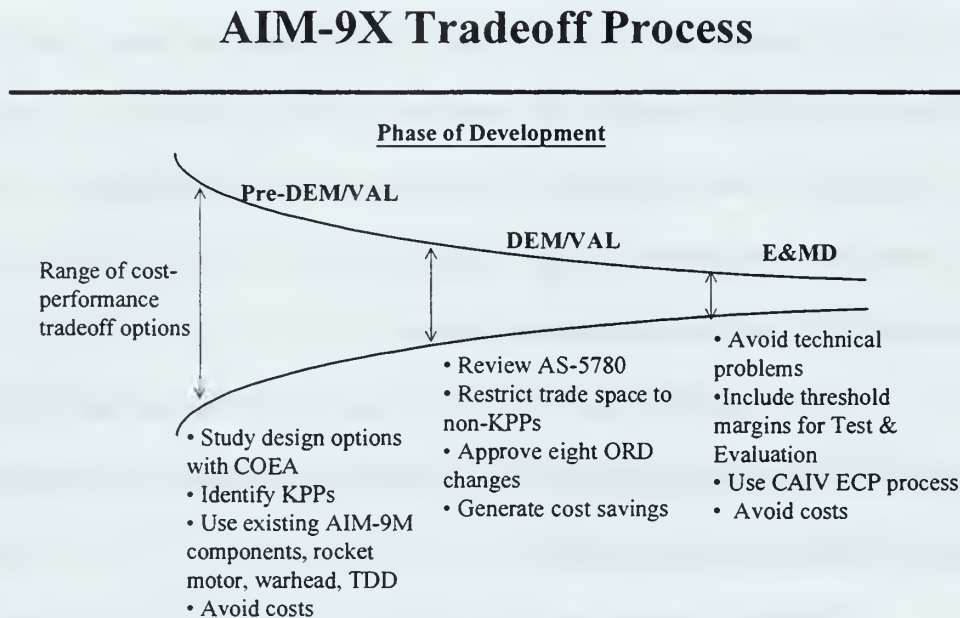 AIM-9X Tradeoff Process
Phase of Development
Pre-DEM/VAL
DEM/VAL
E&MD
Range of cost-
performance
tradeoff options
• Study design options
with COEA
• Identify KPPs
• Use existing AIM-9M
components, rocket
motor, warhead, TDD
• Avoid costs
• Review AS-5780
• Restrict trade space to
non-KPPs
• Approve eight ORD
changes
• Generate cost savings
• Avoid technical
problems
•Include threshold
margins for Test &
Evaluation
• Use CAIV ECP process
• Avoid costs